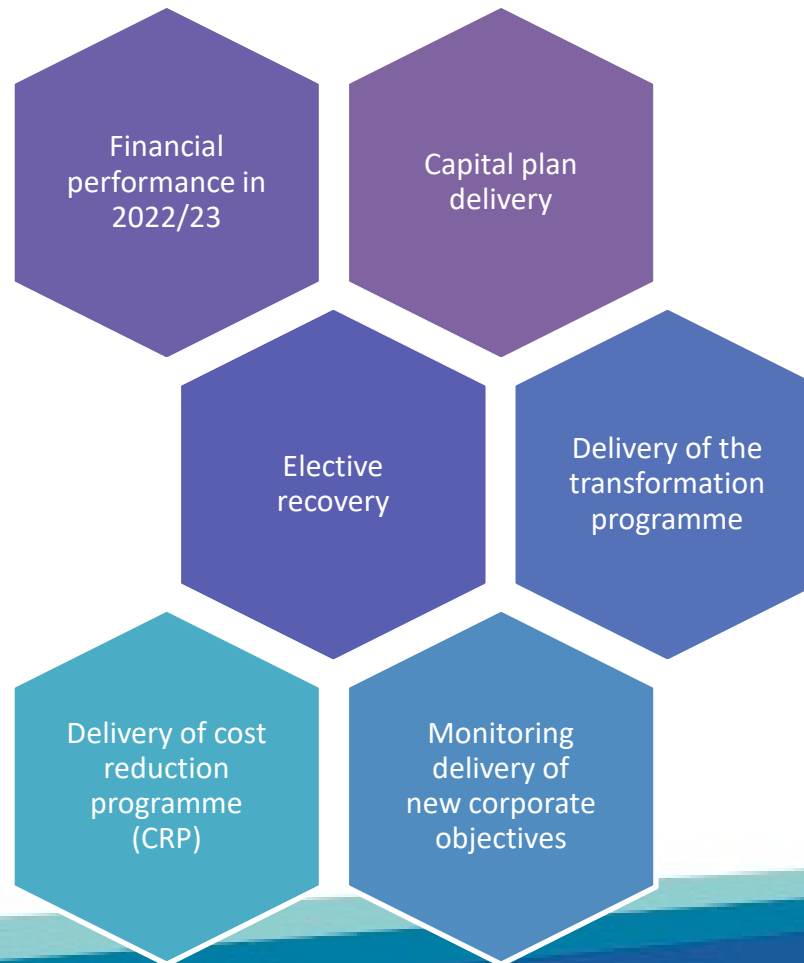 Financial
performance in
2022/23
Capital plan
delivery
Elective
recovery
Delivery of the
transformation
programme
Delivery of cost
reduction
programme
(CRP)
Monitoring
delivery of
new corporate
objectives